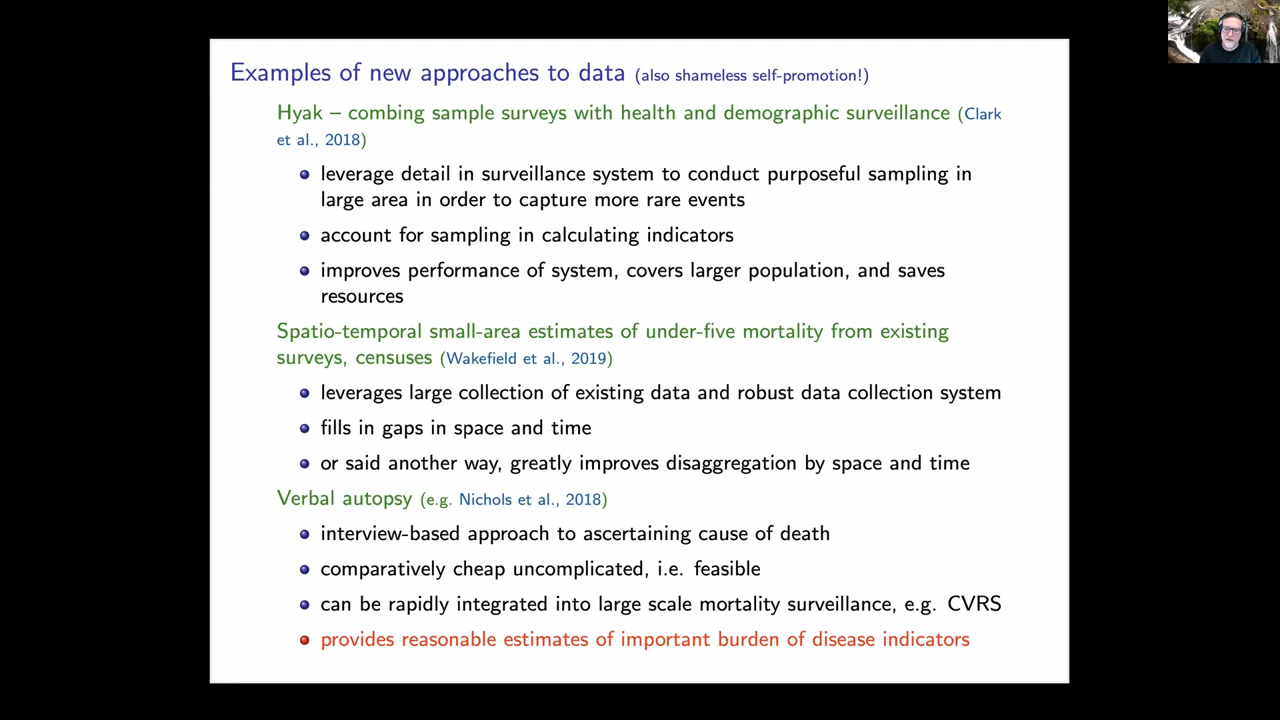 Examples of new approaches to data (also shameless self-promotion!)
Hyak – combing sample surveys with health and demographic surveillance (Clark
et al., 2018)
leverage detail in surveillance system to conduct purposeful sampling in
large area in order to capture more rare events
account for sampling in calculating indicators
improves performance of system, covers larger population, and saves
resources
Spatio-temporal small-area estimates of under-five mortality from existing
surveys, censuses (Wakefield et al., 2019)
leverages large collection of existing data and robust data collection system
fills in gaps in space and time
or said another way, greatly improves disaggregation by space and time
Verbal autopsy (e.g. Nichols et al., 2018)
interview-based approach to ascertaining cause of death
comparatively cheap uncomplicated, i.e. feasible
can be rapidly integrated into large scale mortality surveillance, e.g. CVRS
provides reasonable estimates of important burden of disease indicators